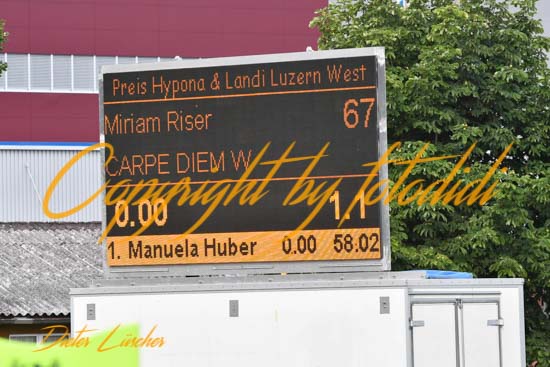 Preis Hypona & Landi Luzern West
Miriam Riser 67
CARPE DIEM W
Copyright by fotodidi
0.00 1.1
1. Manuela Huber 0.00 58.02
Dieter Lüscher